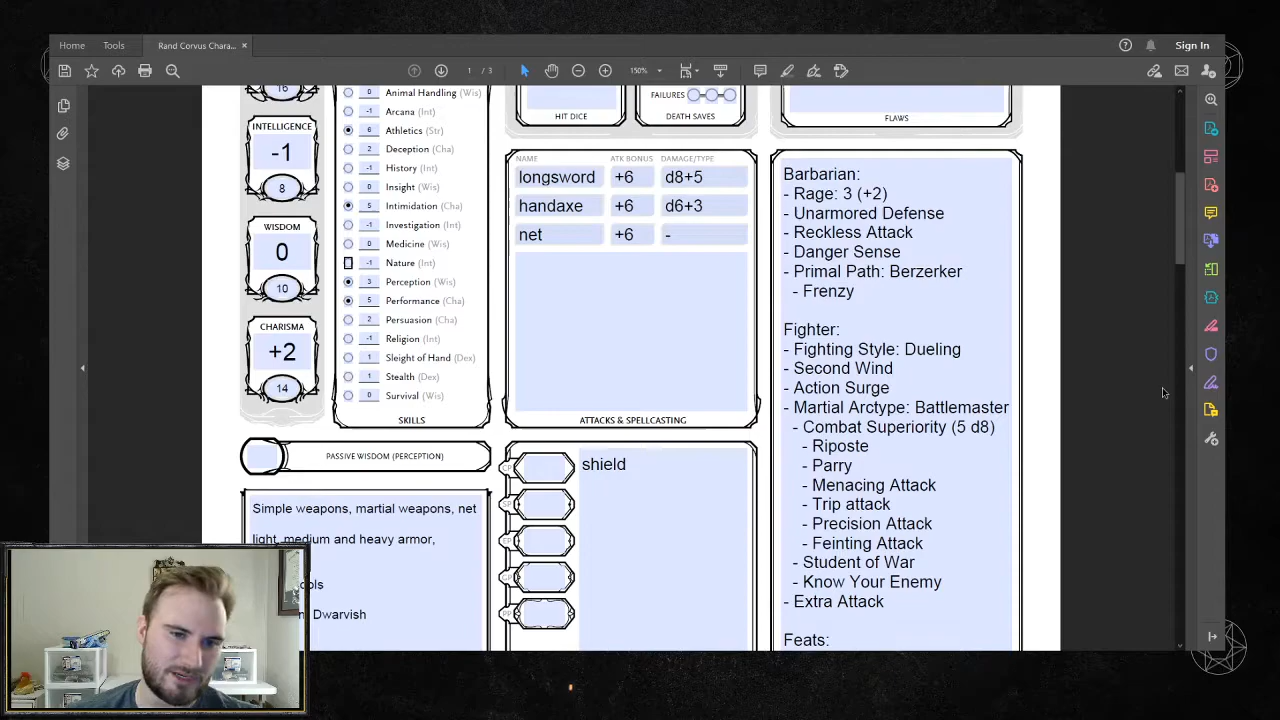 Home
Tools
Rand Corvus Chara...
Sign In
1 / 3
150%
16
INTELLIGENCE
-1
8
WISDOM
0
10
CHARISMA
+2
14
0 Animal Handling (Wis)
-1 Arcana (Int)
6 Athletics (Str)
2 Deception (Cha)
-1 History (Int)
0 Insight (Wis)
5 Intimidation (Cha)
-1 Investigation (Int)
0 Medicine (Wis)
-1 Nature (Int)
3 Perception (Wis)
5 Performance (Cha)
2 Persuasion (Cha)
-1 Religion (Int)
1 Sleight of Hand (Dex)
1 Stealth (Dex)
0 Survival (Wis)
SKILLS
PASSIVE WISDOM (PERCEPTION)
Simple weapons, martial weapons, net
light, medium and heavy armor,
Dwarvish
HIT DICE
FAILURES
DEATH SAVES
NAME ATK BONUS DAMAGE/TYPE
longsword +6 d8+5
handaxe +6 d6+3
net +6 -
ATTACKS & SPELLCASTING
CP
SP
EP
GP
PP
shield
FLAWS
Barbarian:
- Rage: 3 (+2)
- Unarmored Defense
- Reckless Attack
- Danger Sense
- Primal Path: Berzerker
- Frenzy
Fighter:
- Fighting Style: Dueling
- Second Wind
- Action Surge
- Martial Arctype: Battlemaster
- Combat Superiority (5 d8)
- Riposte
- Parry
- Menacing Attack
- Trip attack
- Precision Attack
- Feinting Attack
- Student of War
- Know Your Enemy
- Extra Attack
Feats: